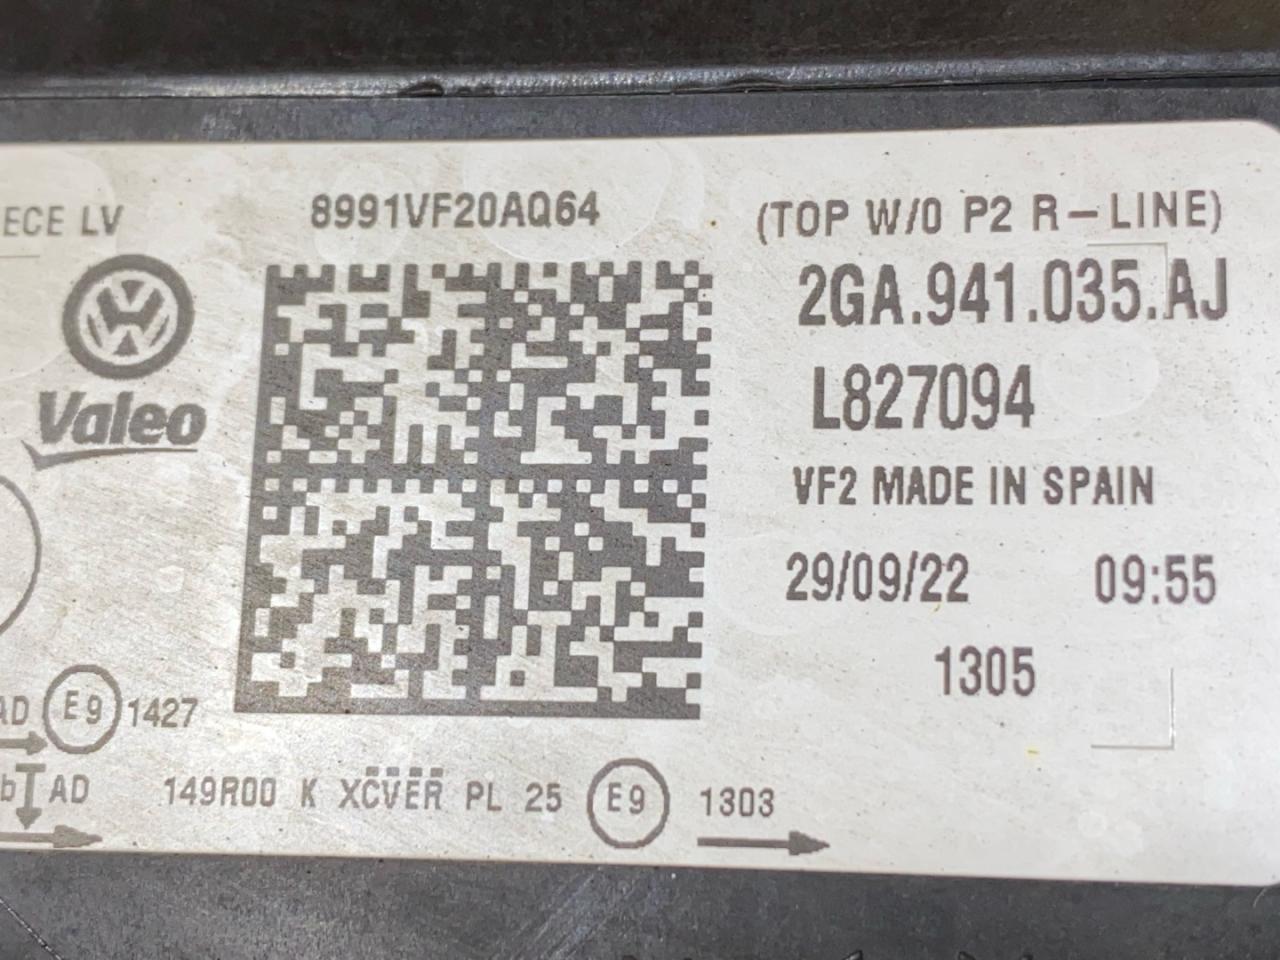 ECE LV
8991VF20AQ64
(TOP W/O P2 R-LINE)
2GA.941.035.AJ
Valeo
L827094
VF2 MADE IN SPAIN
29/09/22 09:55
1305
AD E9 1427
b AD 149R00 K XCVER PL 25 E9 1303